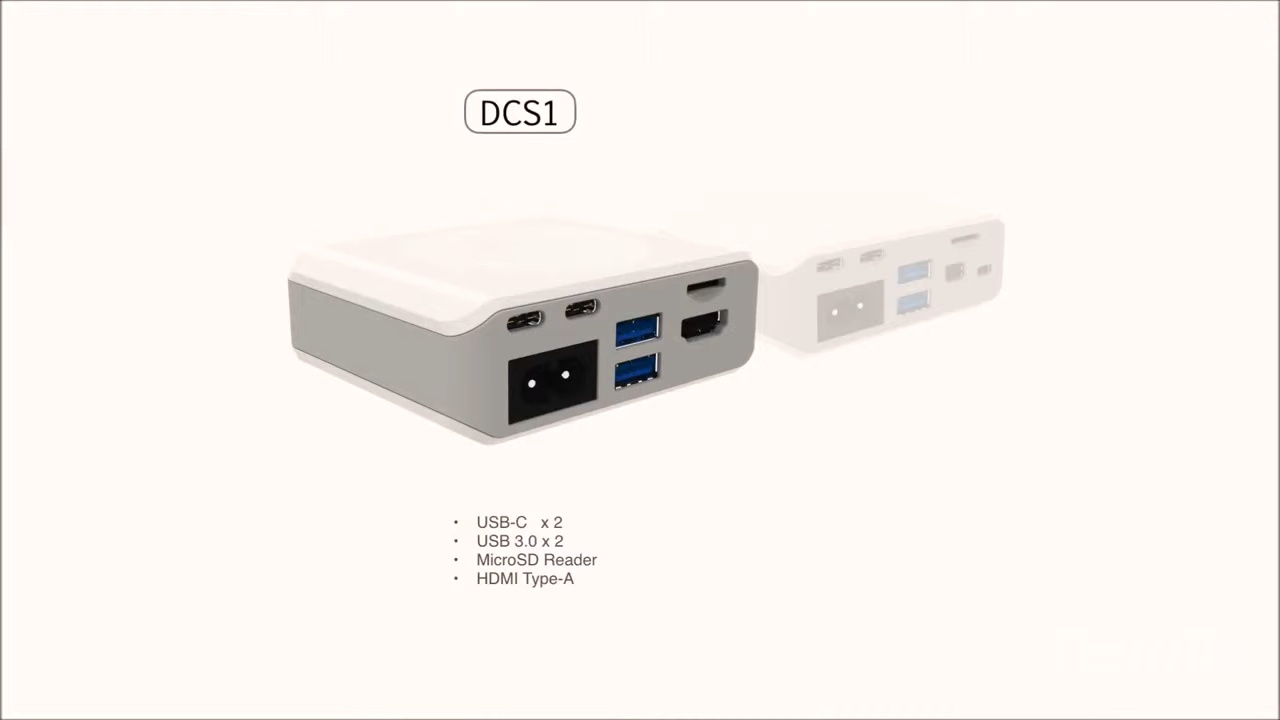 DCS1
• USB-C x 2
• USB 3.0 x 2
• MicroSD Reader
• HDMI Type-A